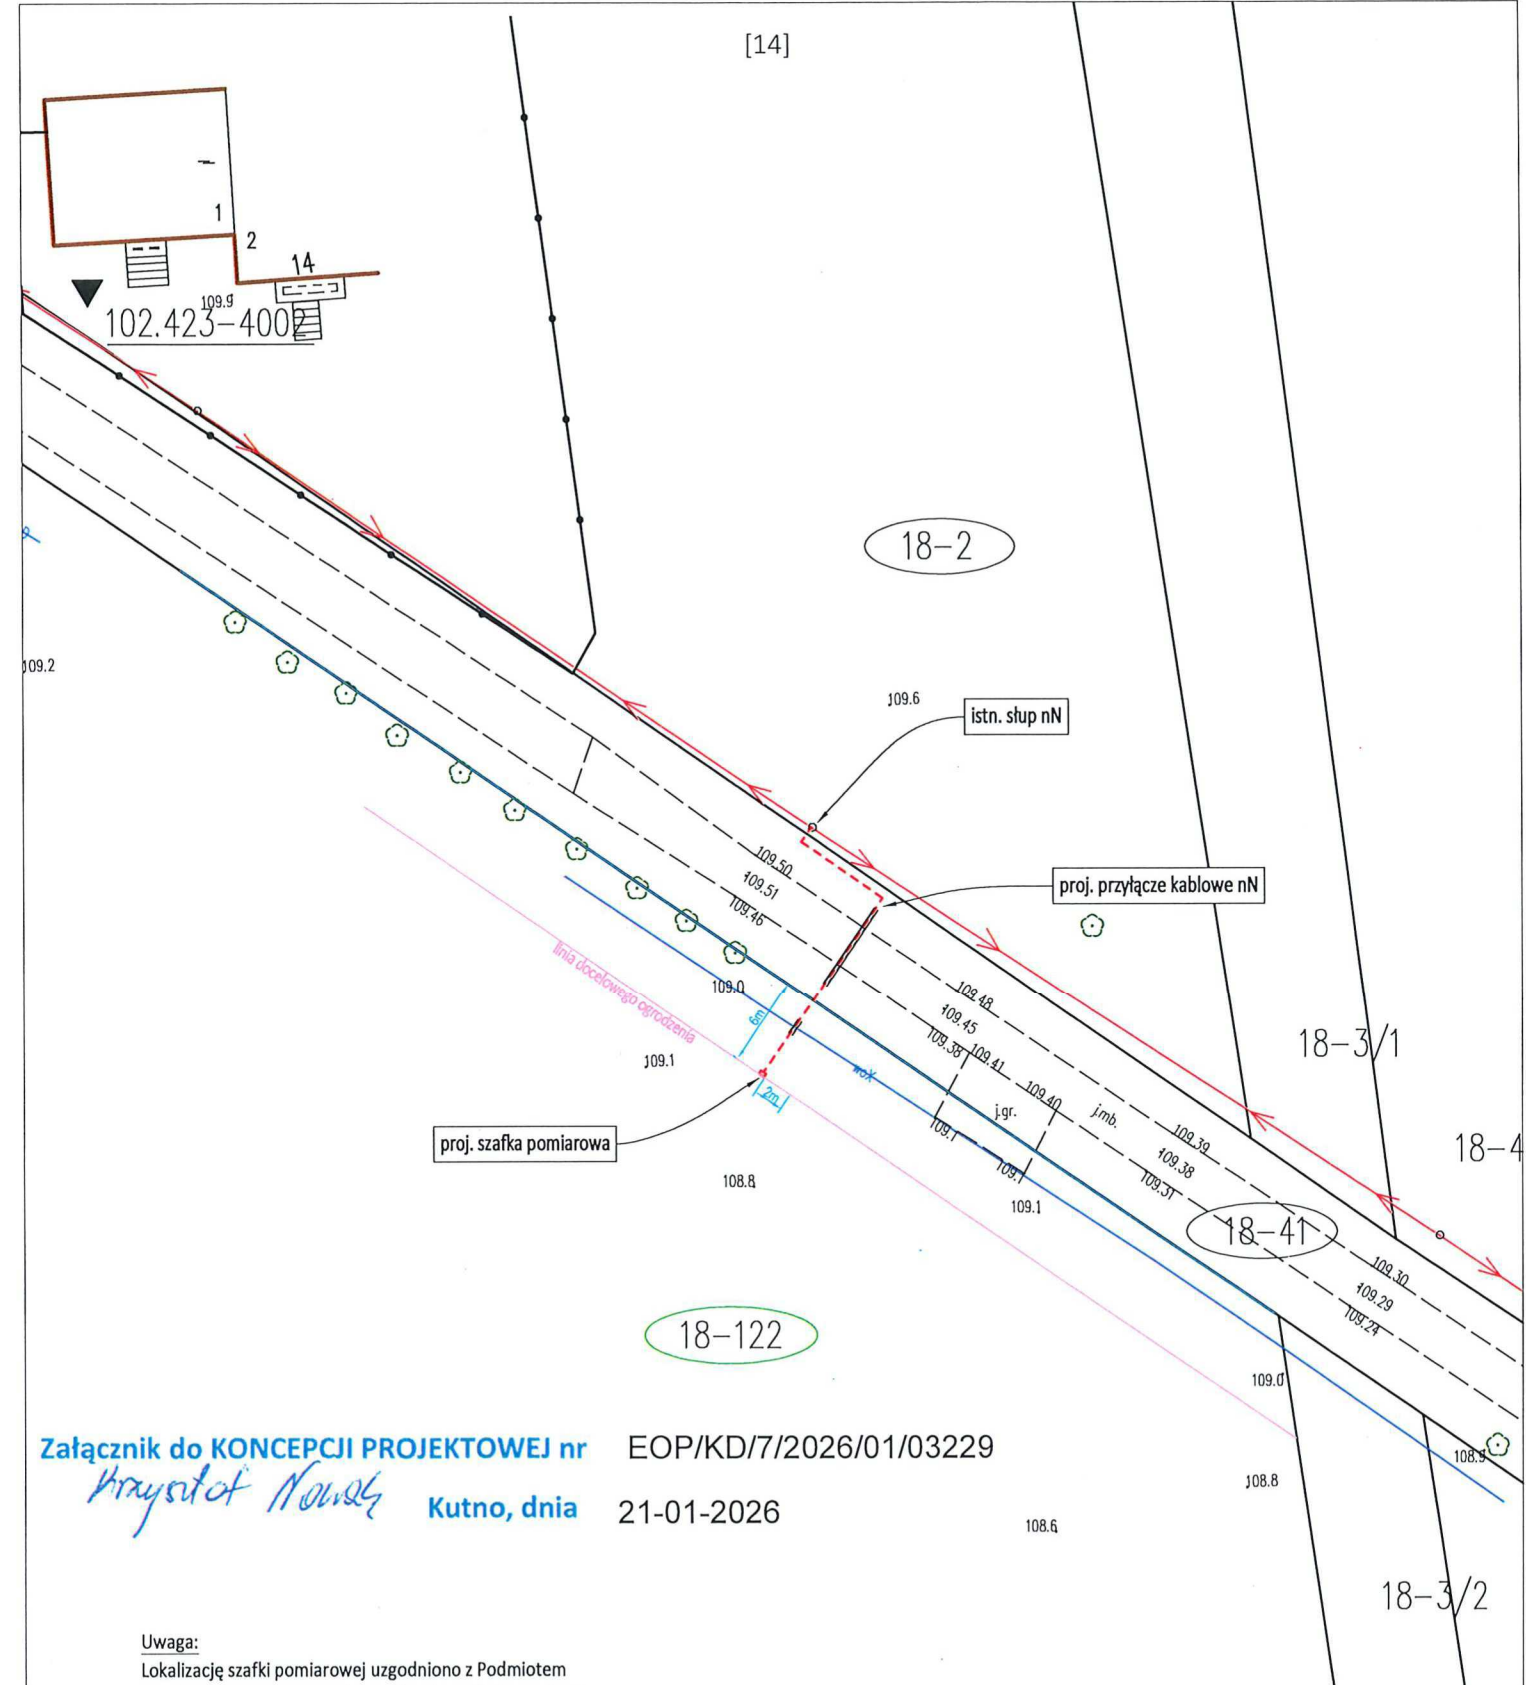 [14]
1
2
14
109.9
102.423-4002
18-2
109.2
109.6
istn. słup nN
109.50
109.51
109.46
proj. przyłącze kablowe nN
linia docelowego ogrodzenia
109.0
6m
109.48
109.45
109.38
109.41
109.40
18-3/1
109.1
woX
2m
j.gr.
j.mb.
109.1
109.1
109.39
109.38
109.31
18-4
proj. szafka pomiarowa
108.8
109.1
18-41
109.30
109.29
109.24
18-122
109.0
Załącznik do KONCEPCJI PROJEKTOWEJ nr EOP/KD/7/2026/01/03229
Krzysztof Nowak
Kutno, dnia 21-01-2026
108.9
108.8
108.6
18-3/2
Uwaga:
Lokalizację szafki pomiarowej uzgodniono z Podmiotem